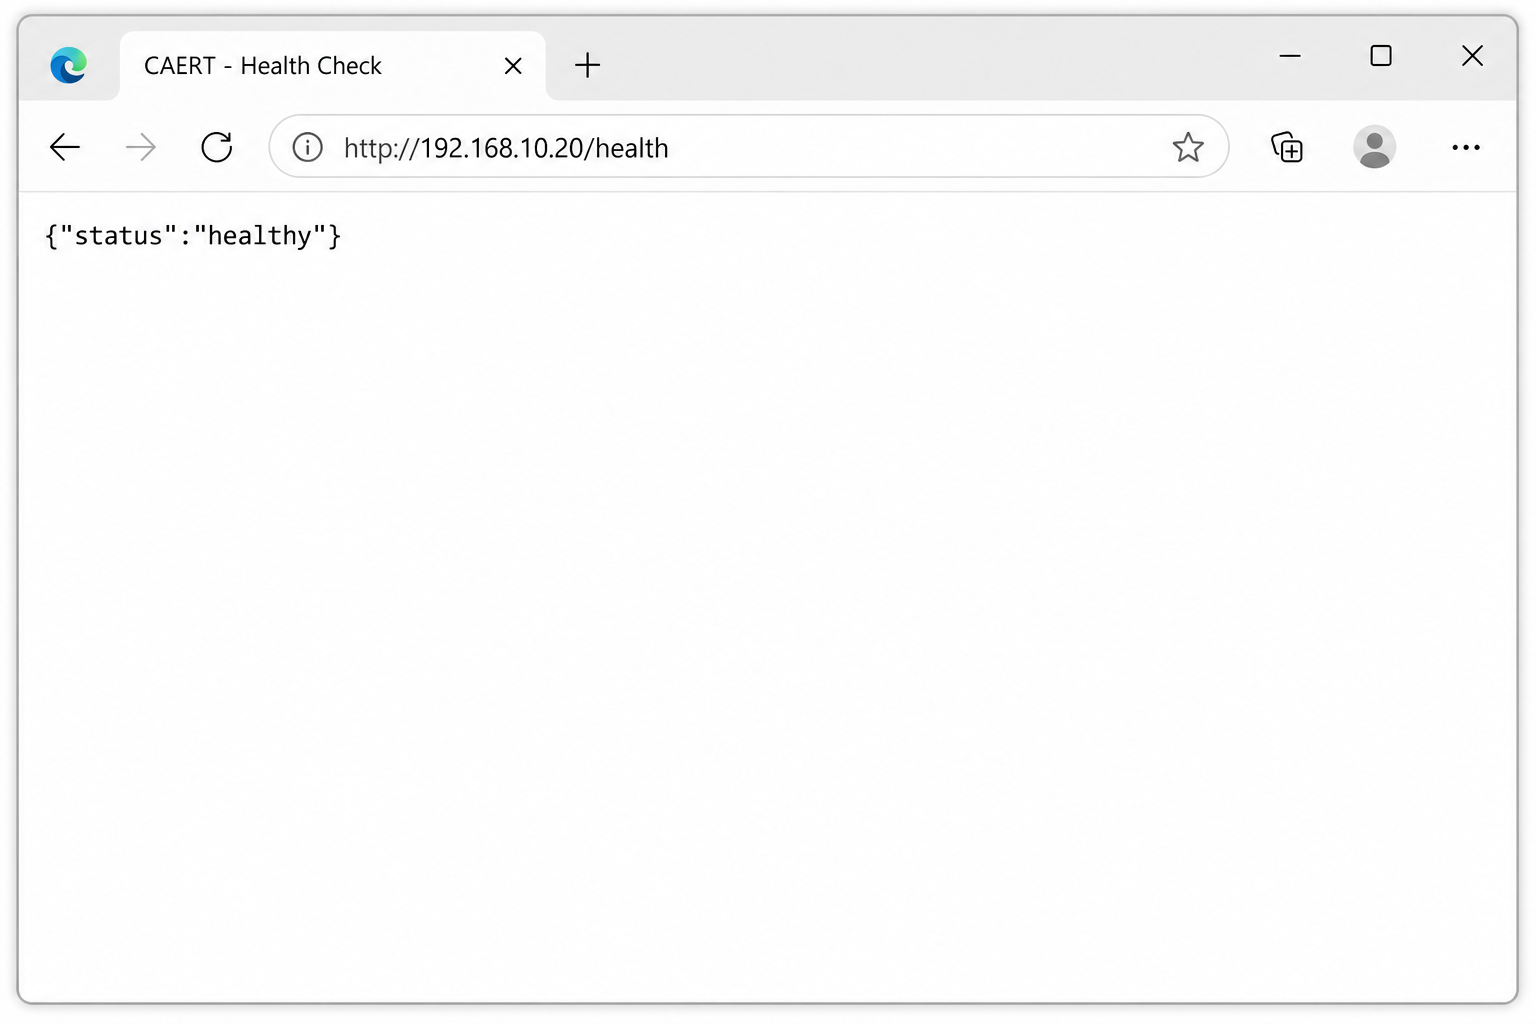 CAERT - Health Check
http://192.168.10.20/health
{"status":"healthy"}